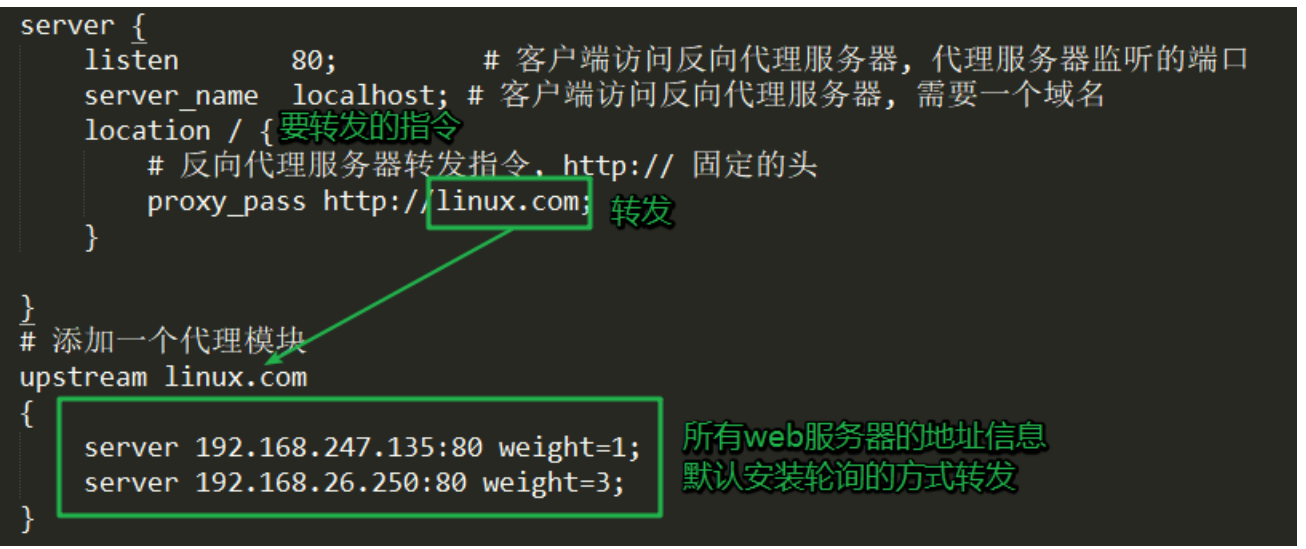 server {
listen 80; # 客户端访问反向代理服务器, 代理服务器监听的端口
server_name localhost; # 客户端访问反向代理服务器, 需要一个域名
location / { 要转发的指令
# 反向代理服务器转发指令, http:// 固定的头
proxy_pass http://linux.com; 转发
}
}
# 添加一个代理模块
upstream linux.com
{
server 192.168.247.135:80 weight=1; 所有web服务器的地址信息
server 192.168.26.250:80 weight=3; 默认安装轮询的方式转发
}